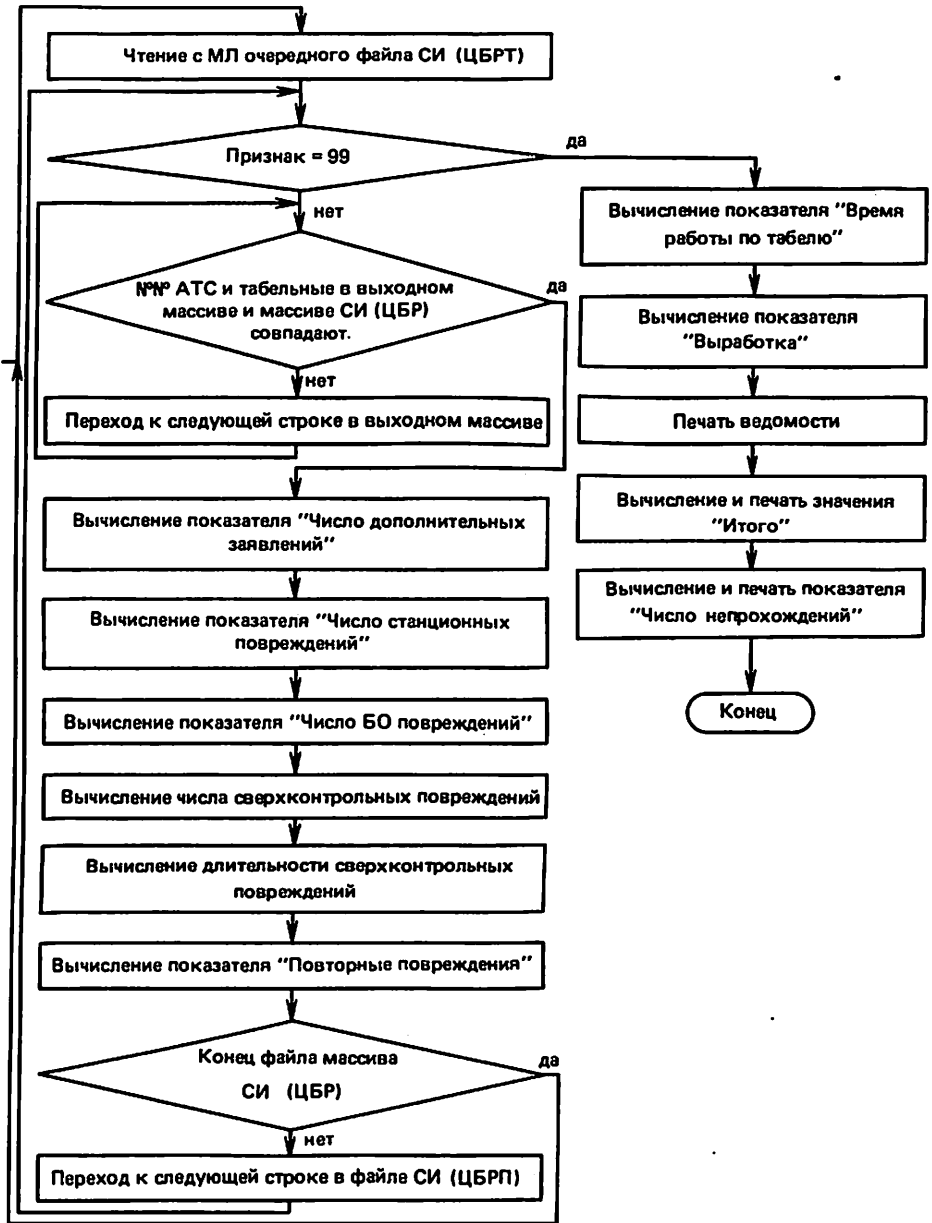 Чтение с МЛ очередного файла СИ (ЦБРТ)
Признак = 99
да
нет
№№ АТС и табельные в выходном
массиве и массиве СИ (ЦБР)
совпадают.
да
нет
Переход к следующей строке в выходном массиве
Вычисление показателя "Число дополнительных
заявлений"
Вычисление показателя "Число станционных
повреждений"
Вычисление показателя "Число БО повреждений"
Вычисление числа сверхконтрольных повреждений
Вычисление длительности сверхконтрольных
повреждений
Вычисление показателя "Повторные повреждения"
Конец файла массива
СИ (ЦБР)
да
нет
Переход к следующей строке в файле СИ (ЦБРП)
Вычисление показателя "Время
работы по табелю"
Вычисление показателя
"Выработка"
Печать ведомости
Вычисление и печать значения
"Итого"
Вычисление и печать показателя
"Число непрохождений"
Конец